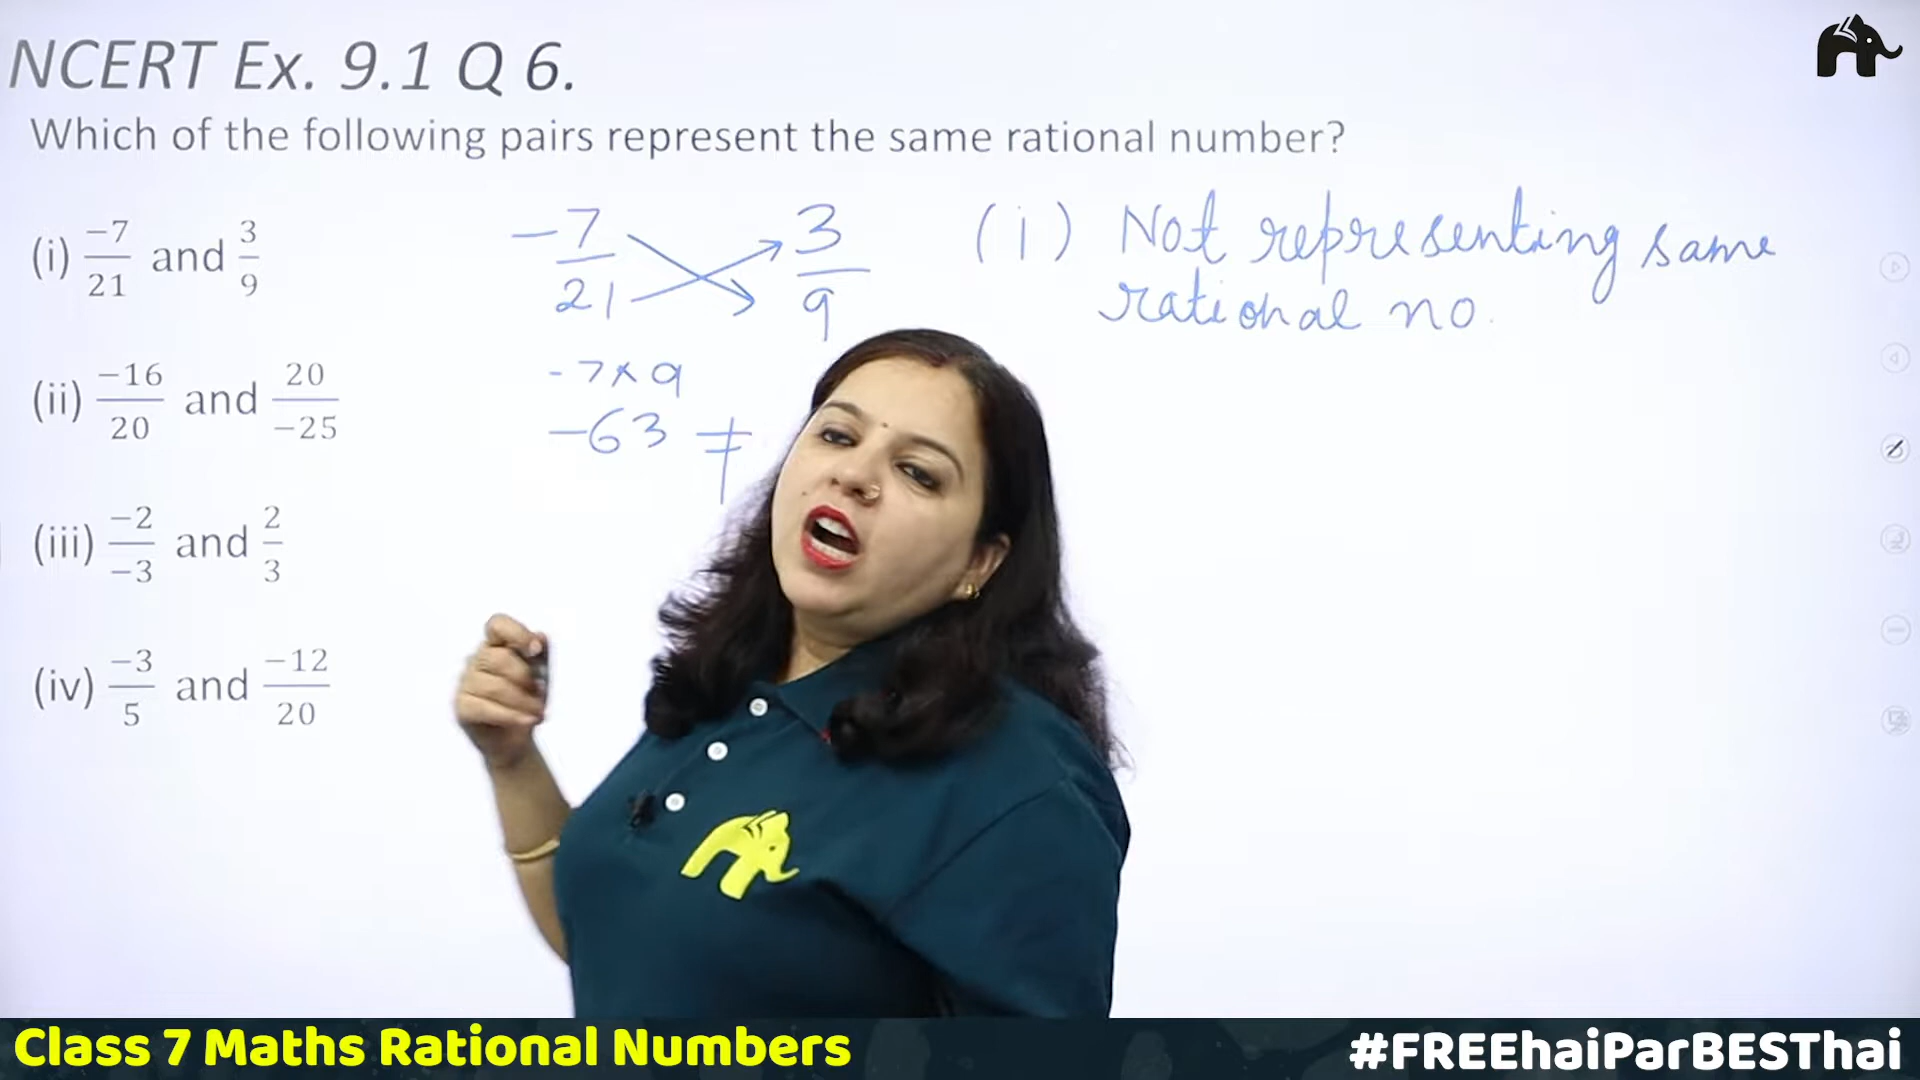 NCERT Ex. 9.1 Q 6.
Which of the following pairs represent the same rational number?
(i) -7/21 and 3/9
(ii) -16/20 and 20/-25
(iii) -2/-3 and 2/3
(iv) -3/5 and -12/20
-7/21 3/9
-7×9
-63 ≠
(i) Not representing same
rational no.
Class 7 Maths Rational Numbers
#FREEhaiParBESThai